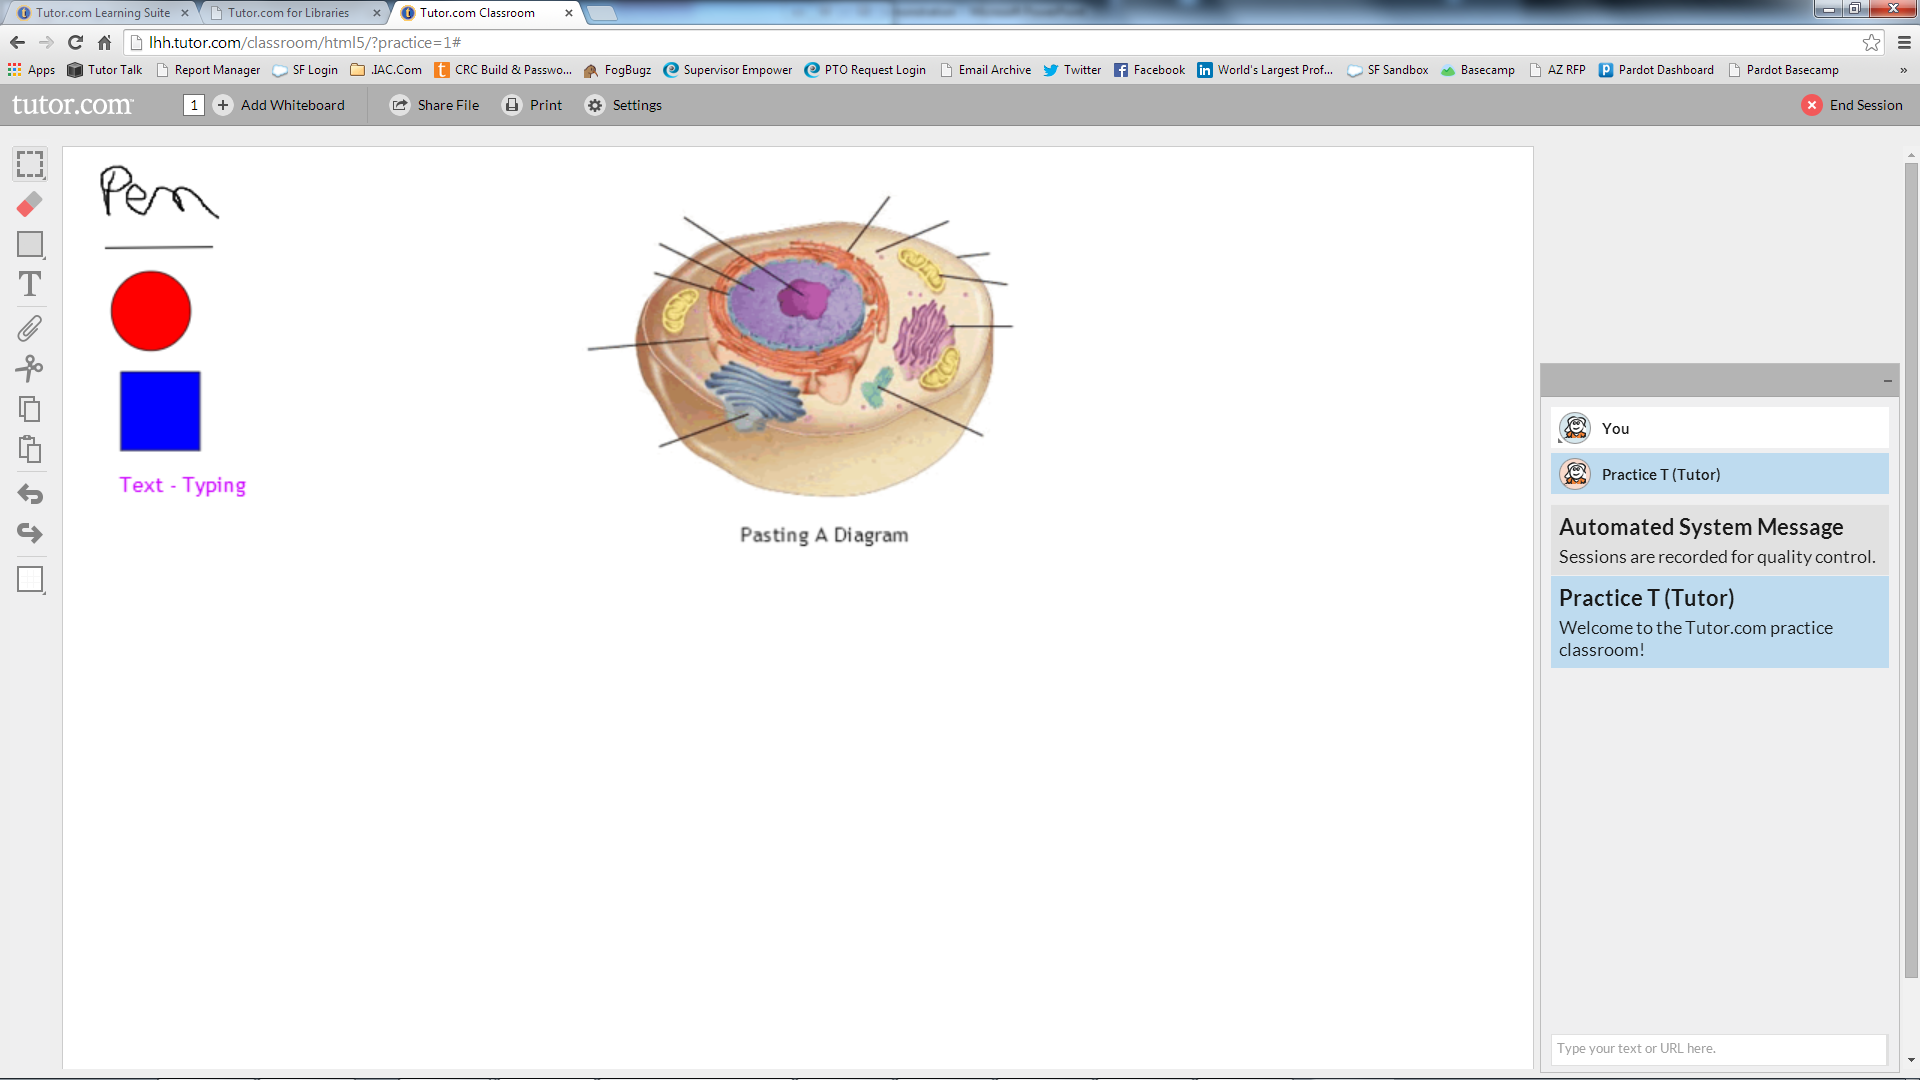 Tutor.com Learning Suite
Tutor.com for Libraries
Tutor.com Classroom
lhh.tutor.com/classroom/html5/?practice=1#
Apps
Tutor Talk
Report Manager
SF Login
.IAC.Com
CRC Build & Passwo...
FogBugz
Supervisor Empower
PTO Request Login
Email Archive
Twitter
Facebook
World's Largest Prof...
SF Sandbox
Basecamp
AZ RFP
Pardot Dashboard
Pardot Basecamp
»
tutor.com
1
Add Whiteboard
Share File
Print
Settings
End Session
Pen
Text - Typing
Pasting A Diagram
You
Practice T (Tutor)
Automated System Message
Sessions are recorded for quality control.
Practice T (Tutor)
Welcome to the Tutor.com practice
classroom!
Type your text or URL here.